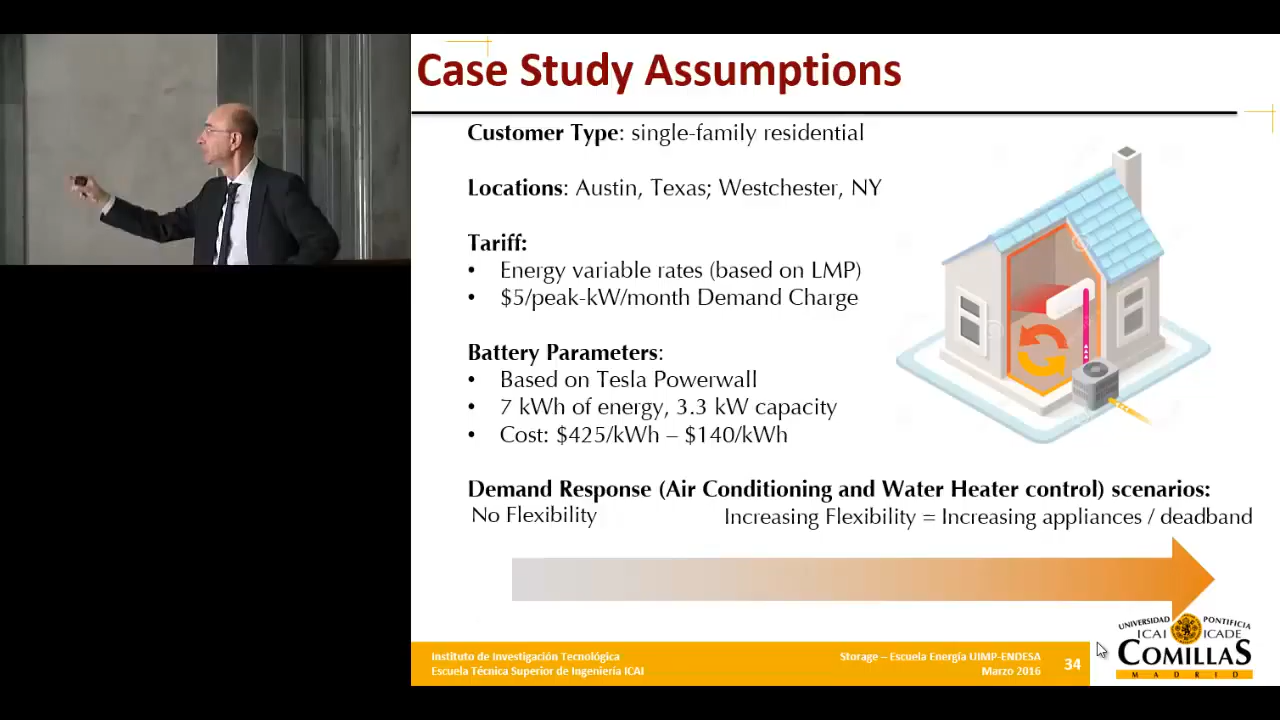 Case Study Assumptions
Customer Type: single-family residential
Locations: Austin, Texas; Westchester, NY
Tariff:
• Energy variable rates (based on LMP)
• $5/peak-kW/month Demand Charge
Battery Parameters:
• Based on Tesla Powerwall
• 7 kWh of energy, 3.3 kW capacity
• Cost: $425/kWh – $140/kWh
Demand Response (Air Conditioning and Water Heater control) scenarios:
No Flexibility
Increasing Flexibility = Increasing appliances / deadband
Instituto de Investigación Tecnológica
Escuela Técnica Superior de Ingeniería ICAI
Storage – Escuela Energía UIMP-ENDESA
Marzo 2016
34
UNIVERSIDAD PONTIFICIA
ICAI ICADE
COMILLAS
MADRID